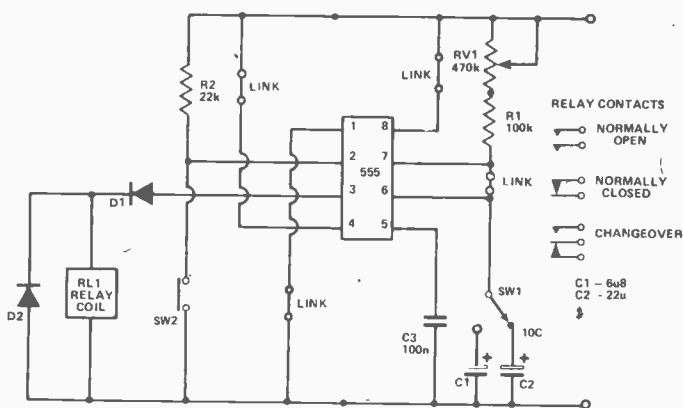 R2
22k
LINK
LINK
RV1
470k
R1
100k
RELAY CONTACTS
NORMALLY
OPEN
1 8
2 7
555
3 6
4 5
LINK
NORMALLY
CLOSED
D1
CHANGEOVER
RL1
RELAY
COIL
D2
SW2
LINK
C3
100n
SW1
10C
C1 - 6u8
C2 - 22u
C1
+
C2
+